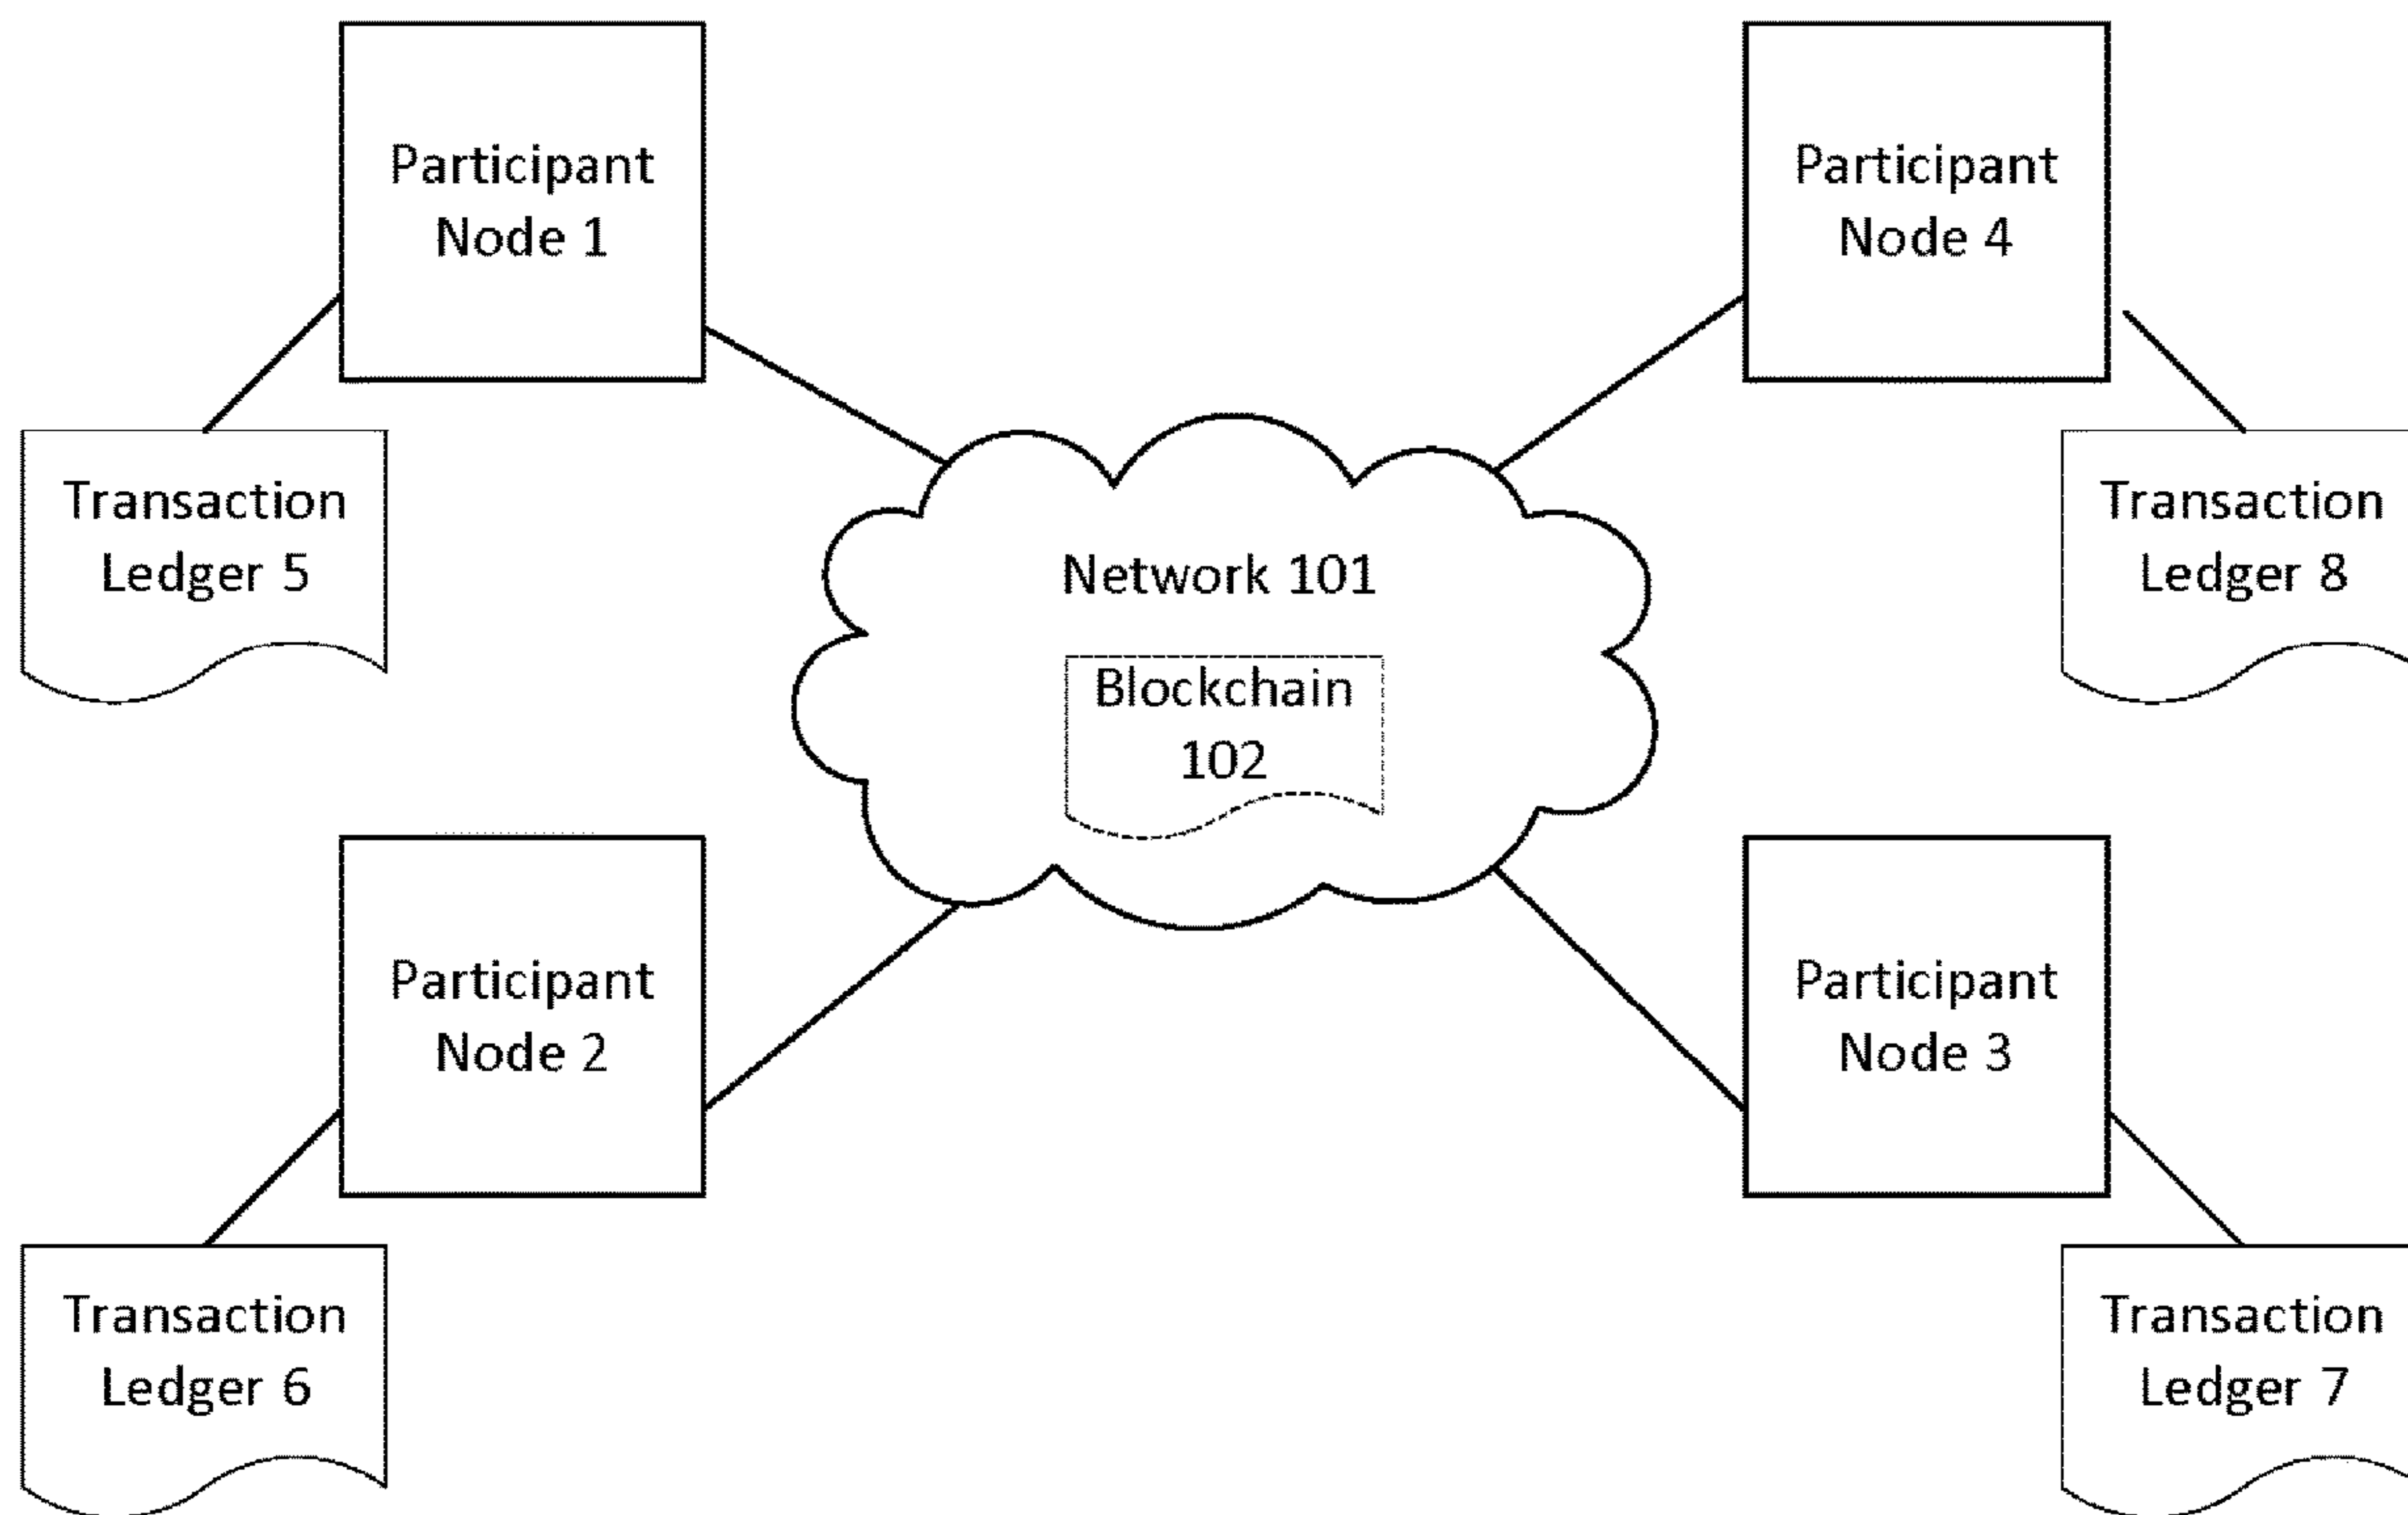 Participant
Node 1
Participant
Node 4
Transaction
Ledger 5
Network 101
Transaction
Ledger 8
Blockchain
102
Participant
Node 2
Participant
Node 3
Transaction
Ledger 6
Transaction
Ledger 7